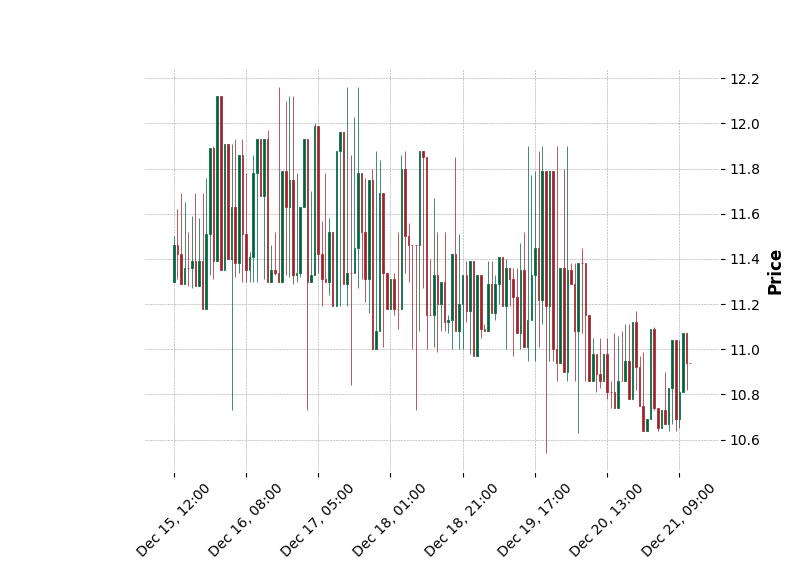 12.2
12.0
11.8
11.6
11.4
11.2
11.0
10.8
10.6
Price
Dec 15, 12:00
Dec 16, 08:00
Dec 17, 05:00
Dec 18, 01:00
Dec 18, 21:00
Dec 19, 17:00
Dec 20, 13:00
Dec 21, 09:00